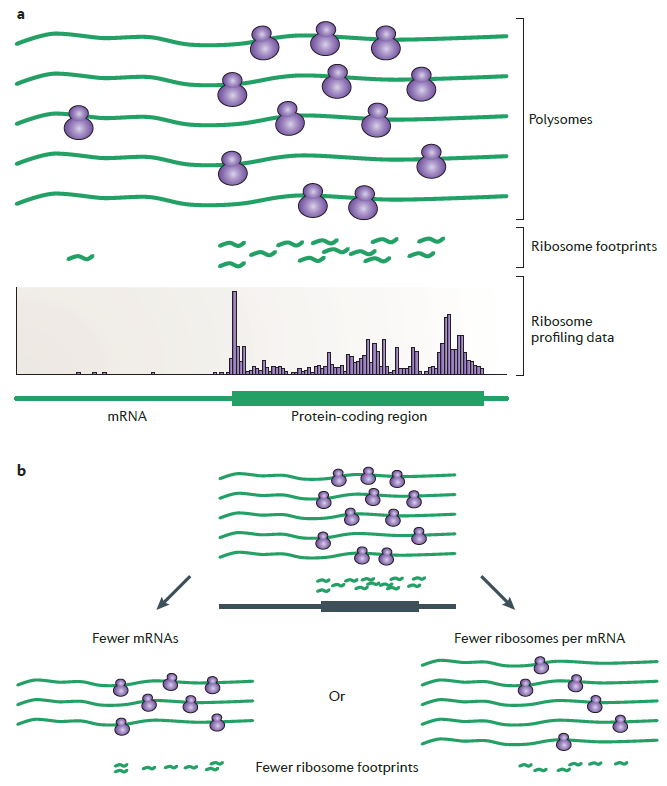 a
Polysomes
Ribosome footprints
Ribosome
profiling data
mRNA
Protein-coding region
b
Fewer mRNAs
Fewer ribosomes per mRNA
Or
Fewer ribosome footprints